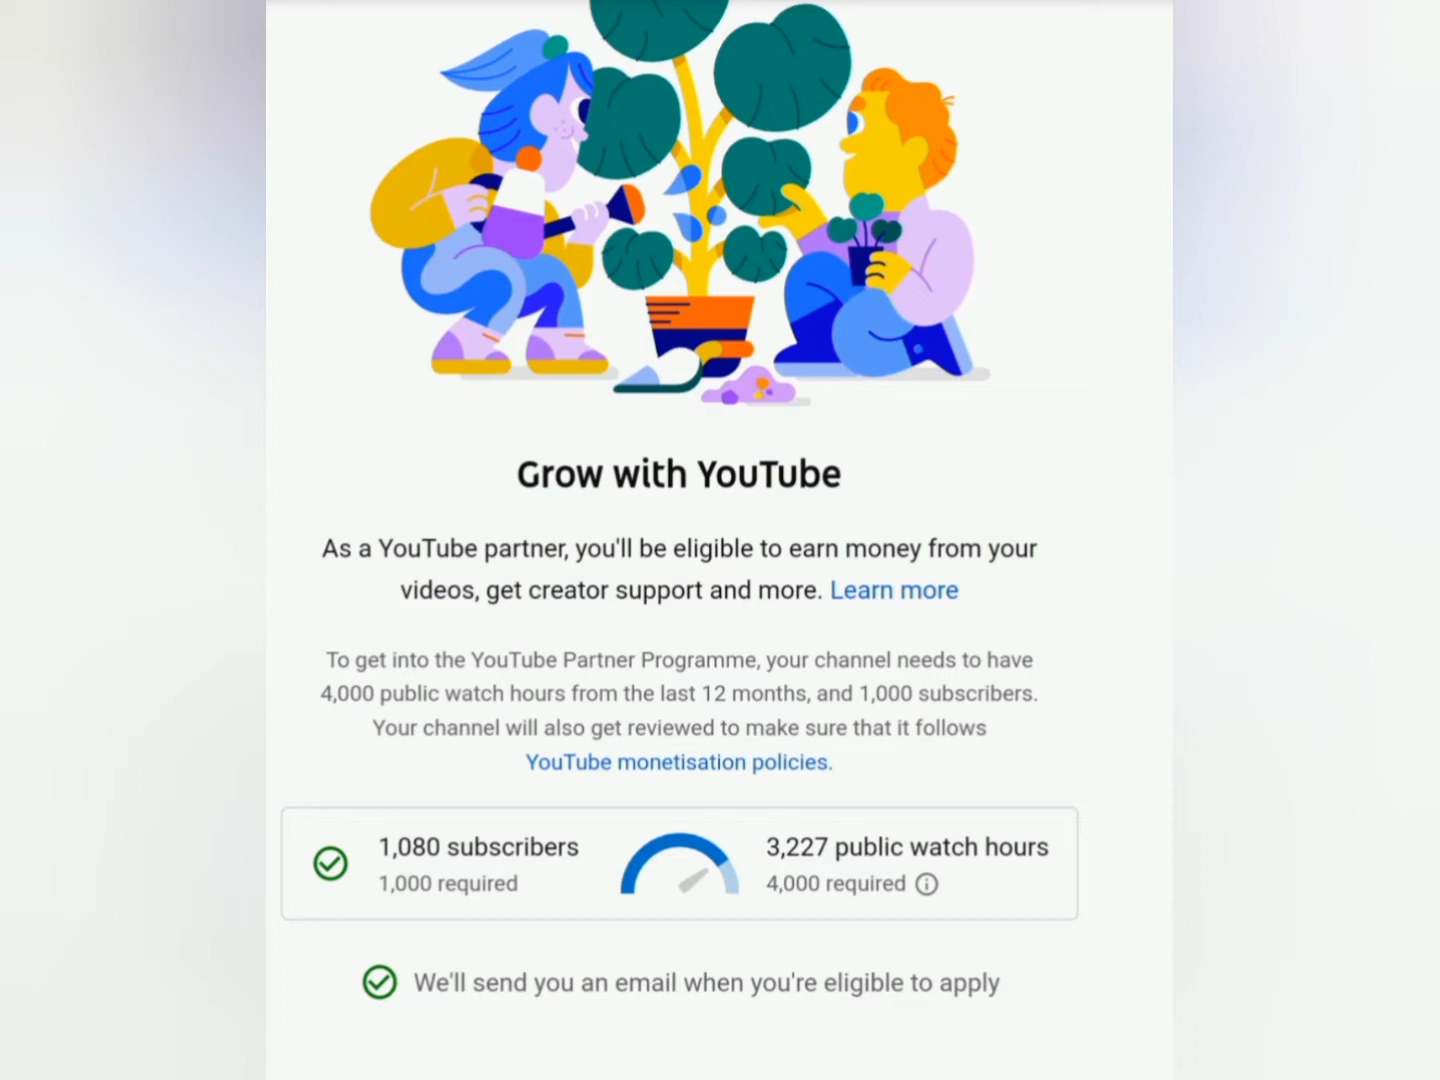 Grow with YouTube
As a YouTube partner, you'll be eligible to earn money from your
videos, get creator support and more. Learn more
To get into the YouTube Partner Programme, your channel needs to have
4,000 public watch hours from the last 12 months, and 1,000 subscribers.
Your channel will also get reviewed to make sure that it follows
YouTube monetisation policies.
1,080 subscribers
1,000 required
3,227 public watch hours
4,000 required
We'll send you an email when you're eligible to apply